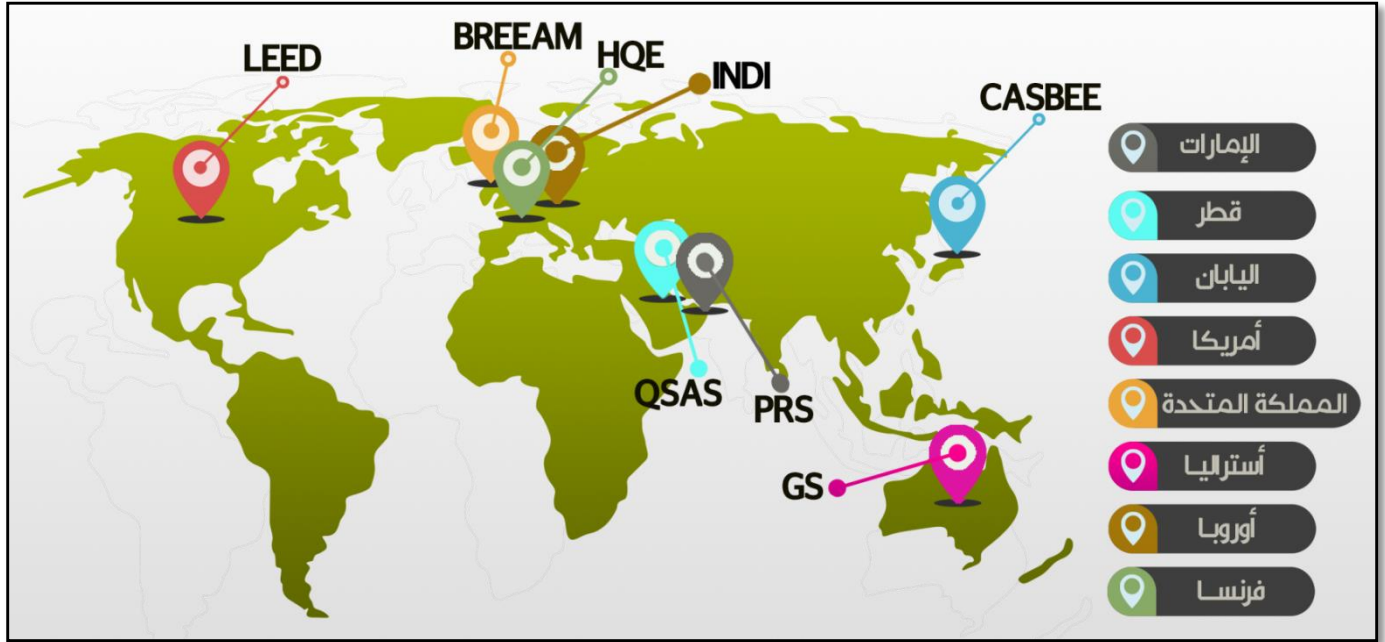 LEED
BREEAM
HQE
INDI
CASBEE
QSAS
PRS
GS
الإمارات
قطر
اليابان
أمريكا
المملكة المتحدة
أستراليا
أوروبا
فرنسا